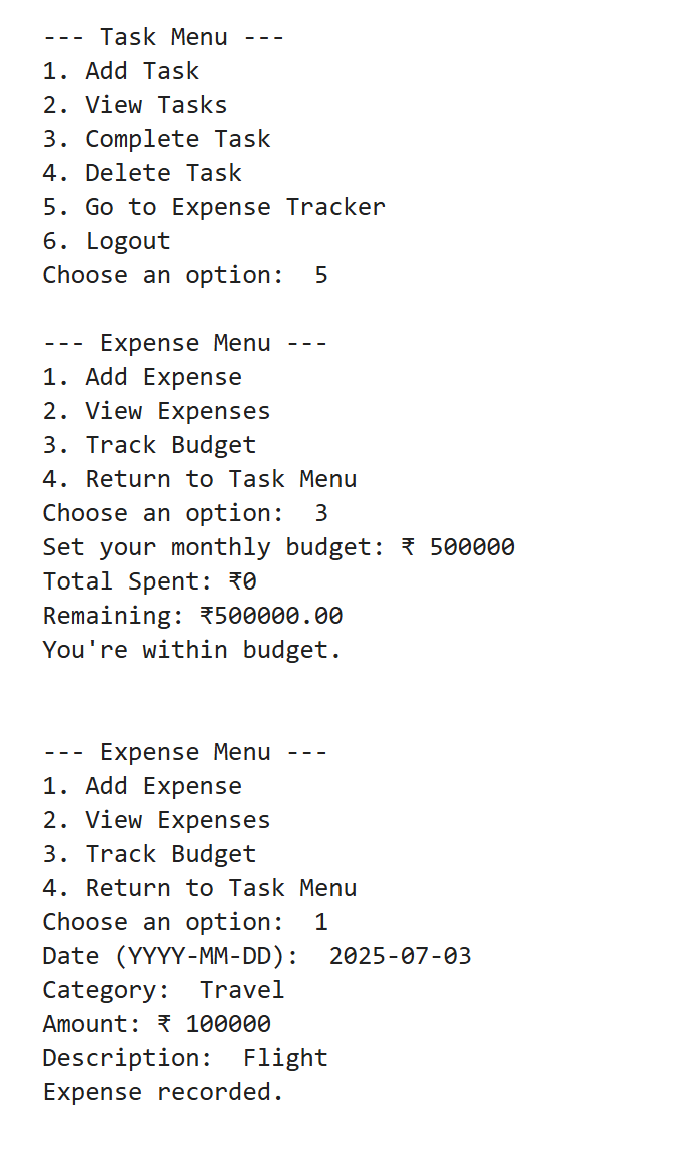 --- Task Menu ---
1. Add Task
2. View Tasks
3. Complete Task
4. Delete Task
5. Go to Expense Tracker
6. Logout
Choose an option:  5
--- Expense Menu ---
1. Add Expense
2. View Expenses
3. Track Budget
4. Return to Task Menu
Choose an option:  3
Set your monthly budget: ₹ 500000
Total Spent: ₹0
Remaining: ₹500000.00
You're within budget.
--- Expense Menu ---
1. Add Expense
2. View Expenses
3. Track Budget
4. Return to Task Menu
Choose an option:  1
Date (YYYY-MM-DD):  2025-07-03
Category:  Travel
Amount: ₹ 100000
Description:  Flight
Expense recorded.